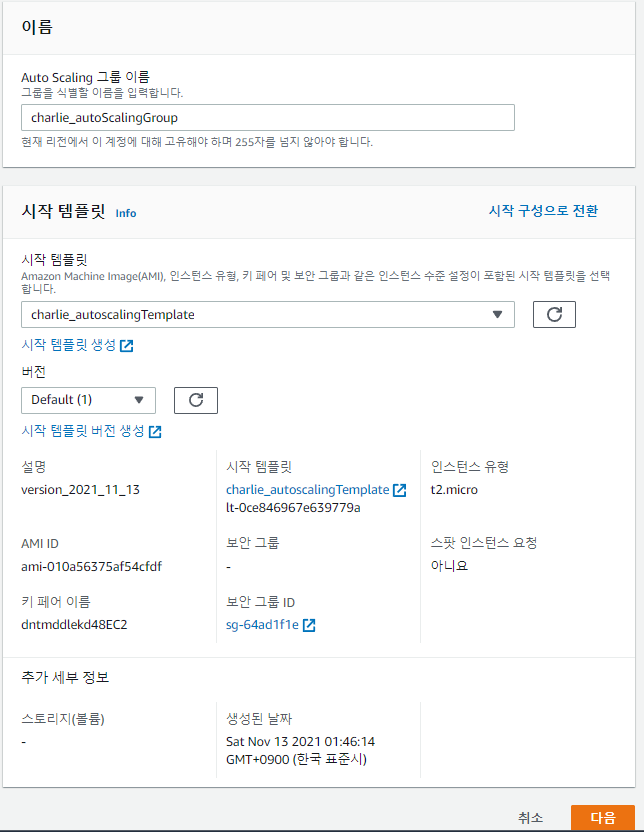 이름
Auto Scaling 그룹 이름
그룹을 식별할 이름을 입력합니다.
charlie_autoScalingGroup
현재 리전에서 이 계정에 대해 고유해야 하며 255자를 넘지 않아야 합니다.
시작 템플릿 Info
시작 구성으로 전환
시작 템플릿
Amazon Machine Image(AMI), 인스턴스 유형, 키 페어 및 보안 그룹과 같은 인스턴스 수준 설정이 포함된 시작 템플릿을 선택
합니다.
charlie_autoscalingTemplate
시작 템플릿 생성
버전
Default (1)
시작 템플릿 버전 생성
설명
version_2021_11_13
시작 템플릿
charlie_autoscalingTemplate
lt-0ce846967e639779a
인스턴스 유형
t2.micro
AMI ID
ami-010a56375af54cfdf
보안 그룹
-
스팟 인스턴스 요청
아니요
키 페어 이름
dntmddlekd48EC2
보안 그룹 ID
sg-64ad1f1e
추가 세부 정보
스토리지(볼륨)
-
생성된 날짜
Sat Nov 13 2021 01:46:14
GMT+0900 (한국 표준시)
취소
다음